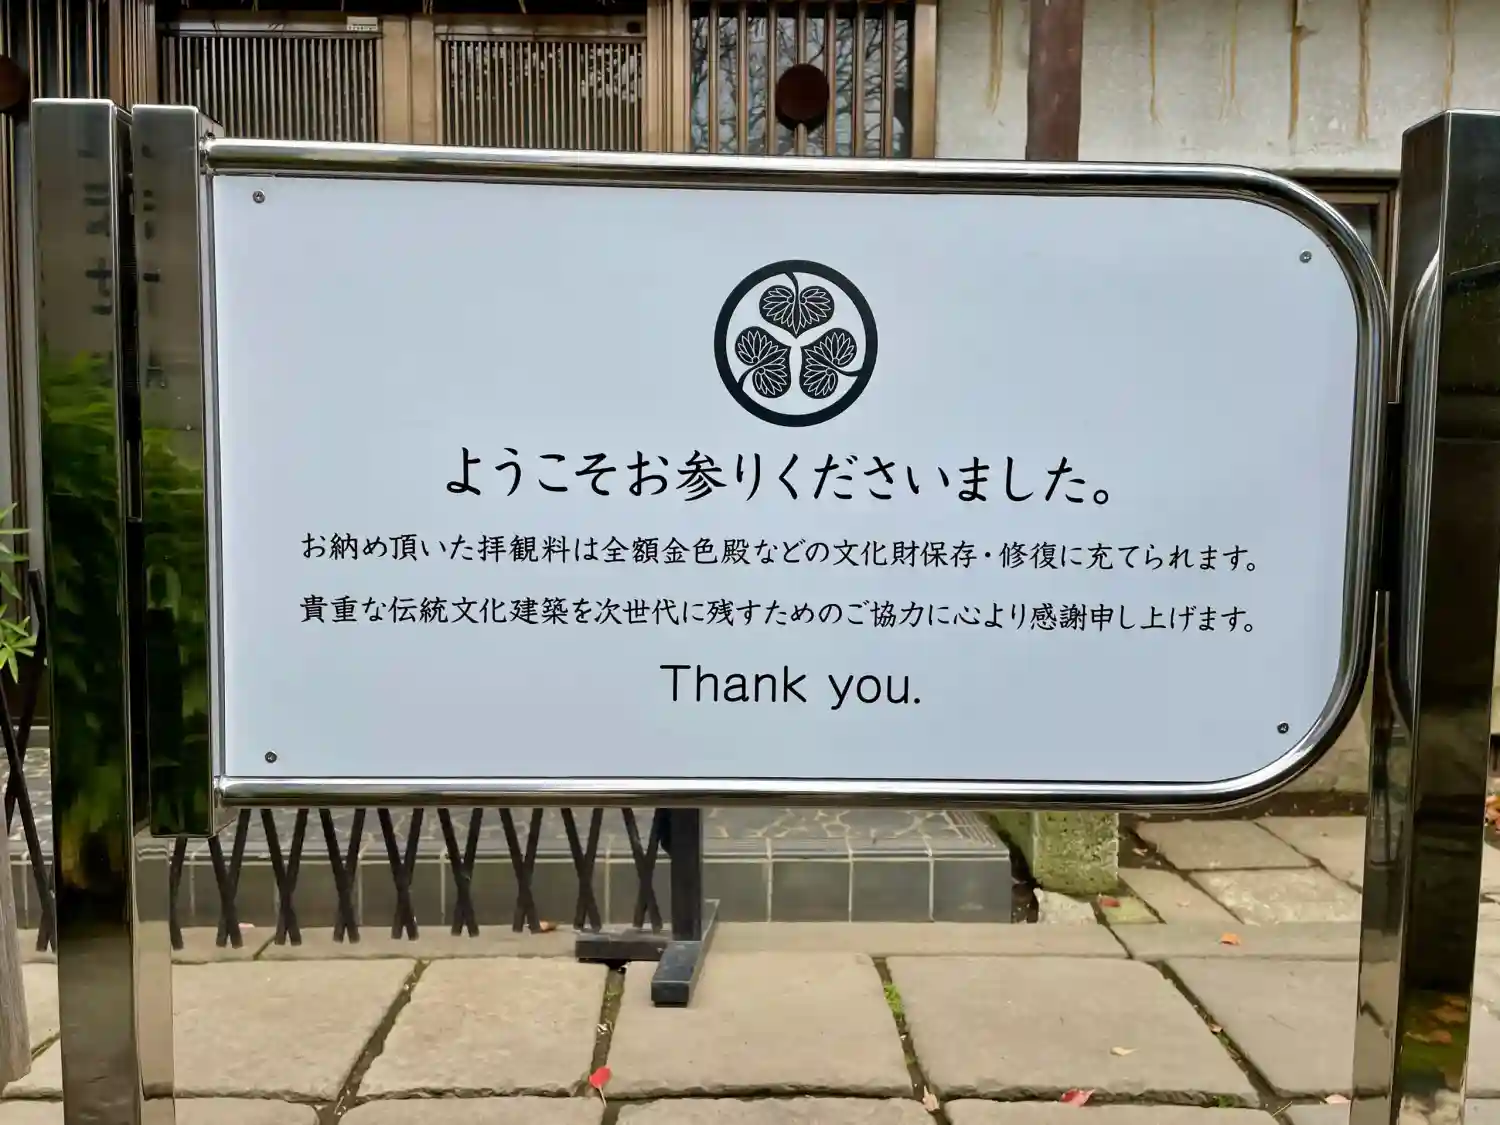 ようこそお参りくださいました。
お納め頂いた拝観料は全額金色殿などの文化財保存・修復に充てられます。
貴重な伝統文化建築を次世代に残すためのご協力に心より感謝申し上げます。
Thank you.